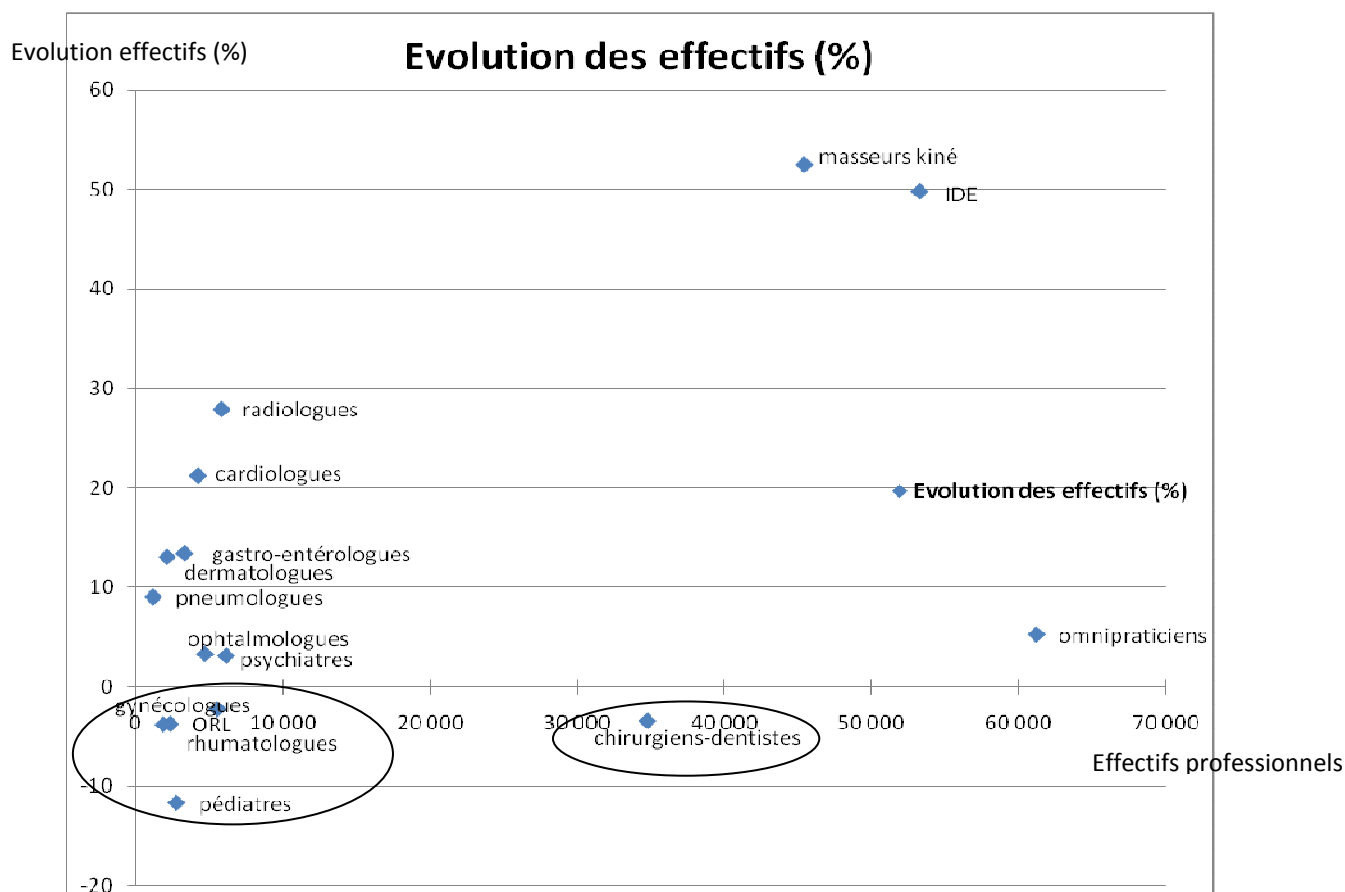 Evolution effectifs (%)
Evolution des effectifs (%)
60
masseurs kiné
50
IDE
40
30
radiologues
cardiologues
20
Evolution des effectifs (%)
gastro-entérologues
dermatologues
10
pneumologues
ophtalmologues
omnipraticiens
psychiatres
0
gynécologues
0
ORL
10 000
20 000
30 000
40 000
50 000
60 000
70 000
rhumatologues
chirurgiens-dentistes
Effectifs professionnels
-10
pédiatres
-20